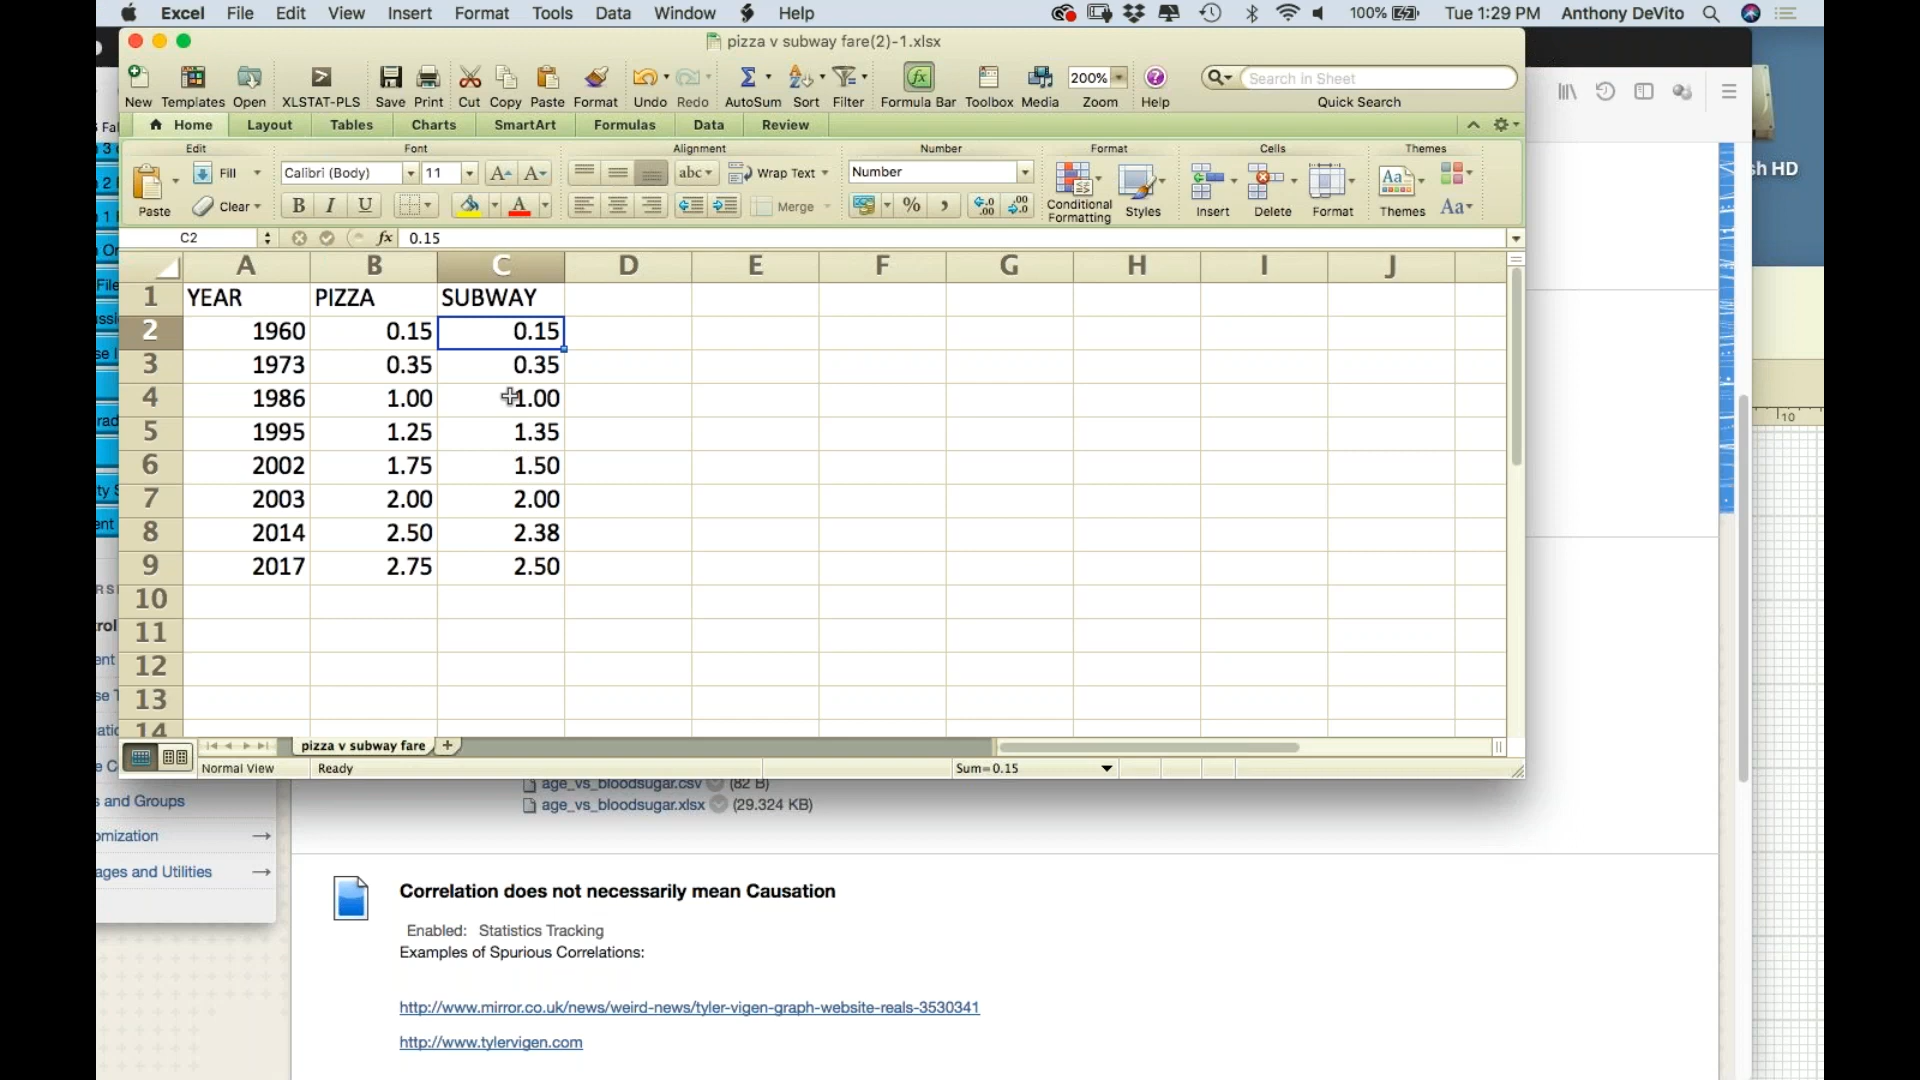 Excel File Edit View Insert Format Tools Data Window Help 100% Tue 1:29 PM Anthony DeVito
pizza v subway fare(2)-1.xlsx
New Templates Open XLSTAT-PLS Save Print Cut Copy Paste Format Undo Redo AutoSum Sort Filter Formula Bar Toolbox Media 200% Zoom Help Search in Sheet Quick Search
Home Layout Tables Charts SmartArt Formulas Data Review
Edit Font Alignment Number Format Cells Themes
Fill Calibri (Body) 11 abc Wrap Text Number
Paste Clear B I U A Merge % Conditional Formatting Styles Insert Delete Format Themes Aa
C2 fx 0.15
A B C D E F G H I J
1 YEAR PIZZA SUBWAY
2 1960 0.15 0.15
3 1973 0.35 0.35
4 1986 1.00 1.00
5 1995 1.25 1.35
6 2002 1.75 1.50
7 2003 2.00 2.00
8 2014 2.50 2.38
9 2017 2.75 2.50
10
11
12
13
14
pizza v subway fare
Normal View Ready Sum=0.15
age_vs_bloodsugar.csv (82 B)
age_vs_bloodsugar.xlsx (29.324 KB)
s and Groups
omization
ages and Utilities
Correlation does not necessarily mean Causation
Enabled: Statistics Tracking
Examples of Spurious Correlations:
http://www.mirror.co.uk/news/weird-news/tyler-vigen-graph-website-reals-3530341
http://www.tylervigen.com
sh HD
10